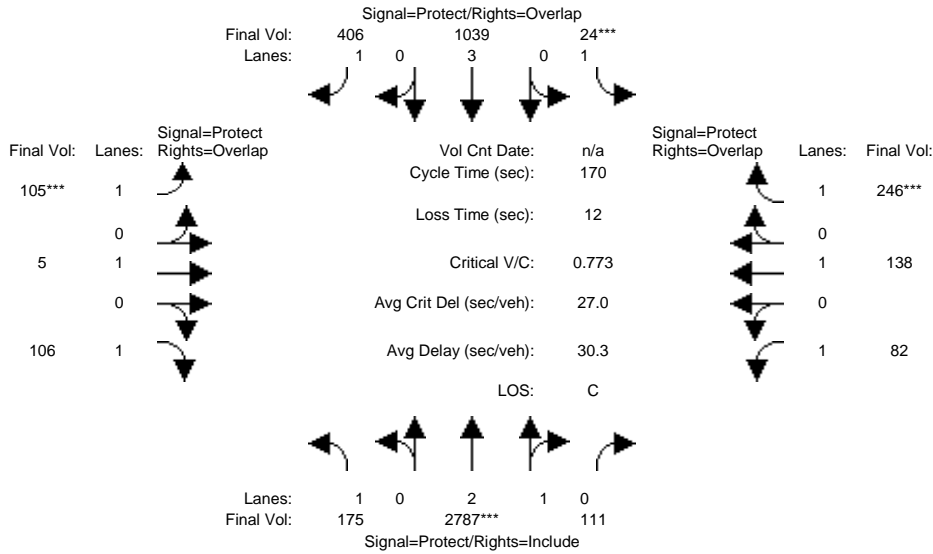 Signal=Protect/Rights=Overlap
Final Vol: 406 1039 24***
Lanes: 1 0 3 0 1
Signal=Protect
Final Vol: Lanes: Rights=Overlap
Vol Cnt Date: n/a
Signal=Protect
Rights=Overlap Lanes: Final Vol:
Cycle Time (sec): 170
105*** 1
1 246***
Loss Time (sec): 12
0
0
5 1
Critical V/C: 0.773
1 138
0
Avg Crit Del (sec/veh): 27.0
0
106 1
Avg Delay (sec/veh): 30.3
1 82
LOS: C
Lanes: 1 0 2 1 0
Final Vol: 175 2787*** 111
Signal=Protect/Rights=Include